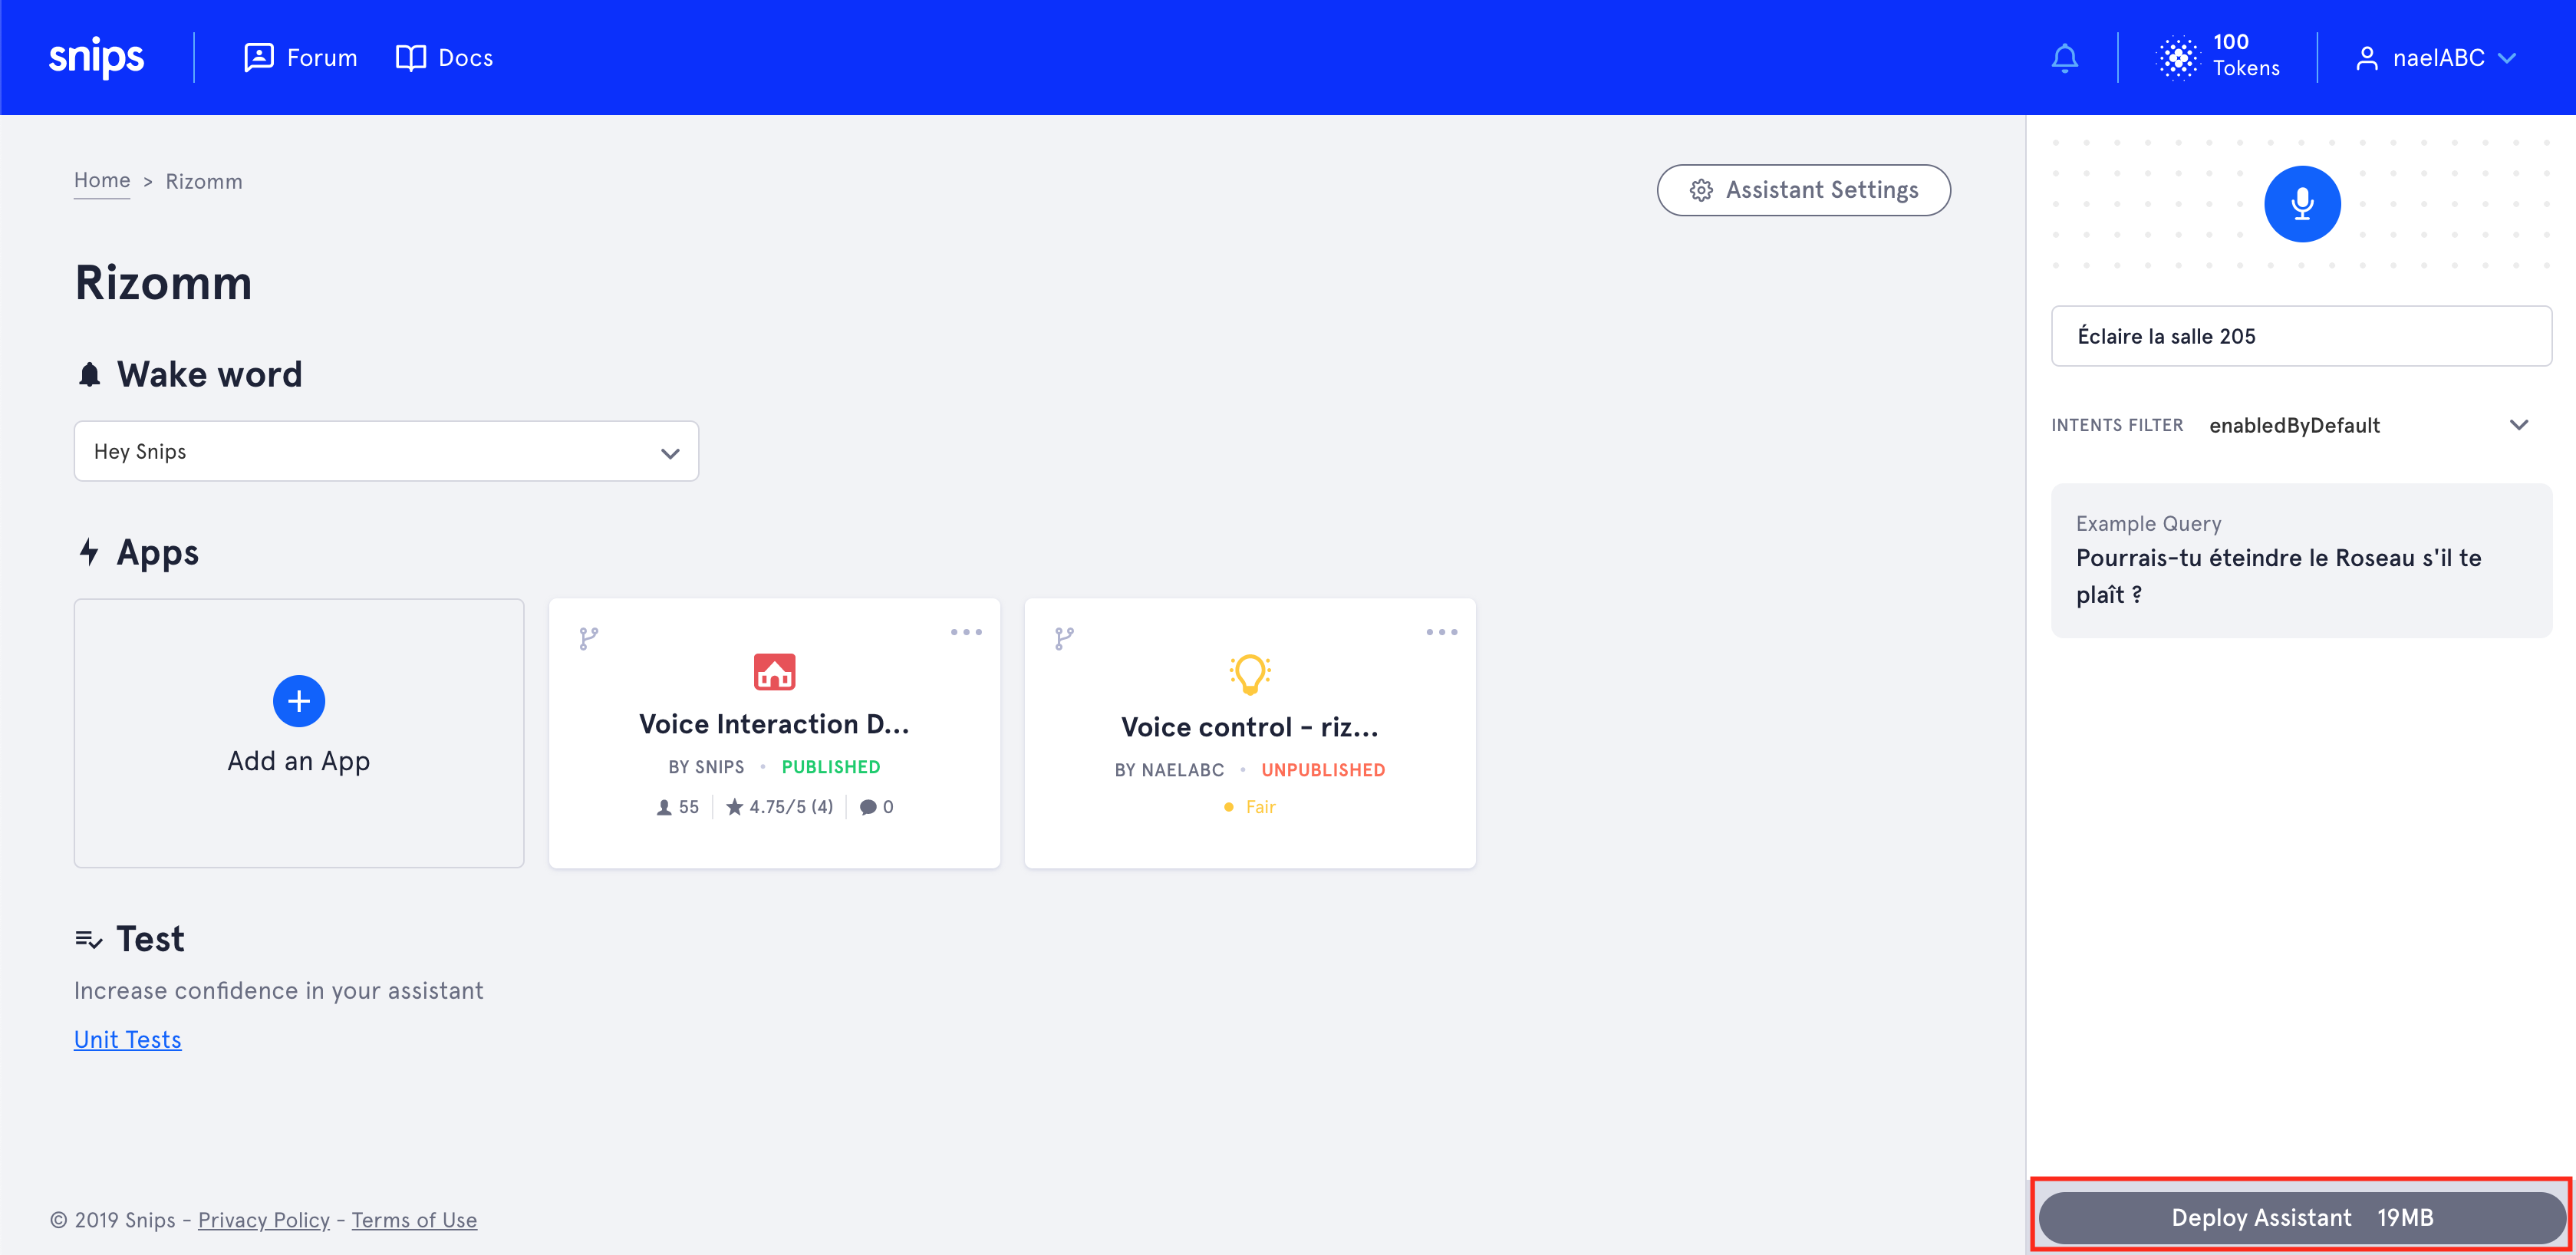 snips
Forum
Docs
100
Tokens
naelABC
Home > Rizomm
Assistant Settings
Rizomm
Wake word
Hey Snips
Apps
Add an App
Voice Interaction D...
BY SNIPS • PUBLISHED
55
4.75/5 (4)
0
Voice control - riz...
BY NAELABC • UNPUBLISHED
Fair
Test
Increase confidence in your assistant
Unit Tests
© 2019 Snips - Privacy Policy - Terms of Use
Éclaire la salle 205
INTENTS FILTER enabledByDefault
Example Query
Pourrais-tu éteindre le Roseau s'il te
plaît ?
Deploy Assistant 19MB